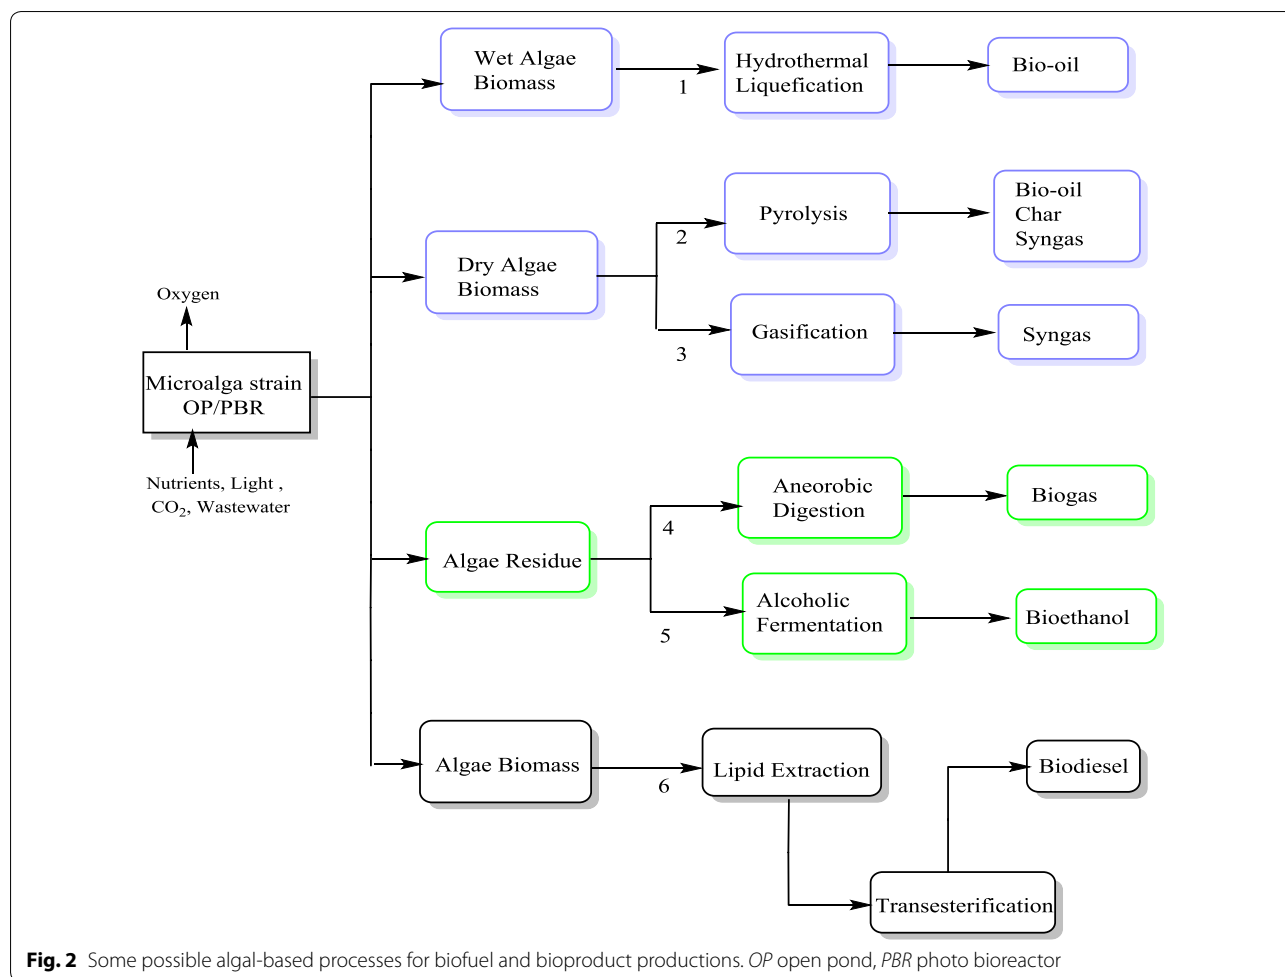 Wet Algae
Biomass
1
Hydrothermal
Liquefication
Bio-oil
Dry Algae
Biomass
2
Pyrolysis
Bio-oil
Char
Syngas
3
Gasification
Syngas
Oxygen
Microalga strain
OP/PBR
Nutrients, Light ,
CO₂, Wastewater
Algae Residue
4
Aneorobic
Digestion
Biogas
5
Alcoholic
Fermentation
Bioethanol
Algae Biomass
6
Lipid Extraction
Biodiesel
Transesterification
Fig. 2 Some possible algal-based processes for biofuel and bioproduct productions. OP open pond, PBR photo bioreactor